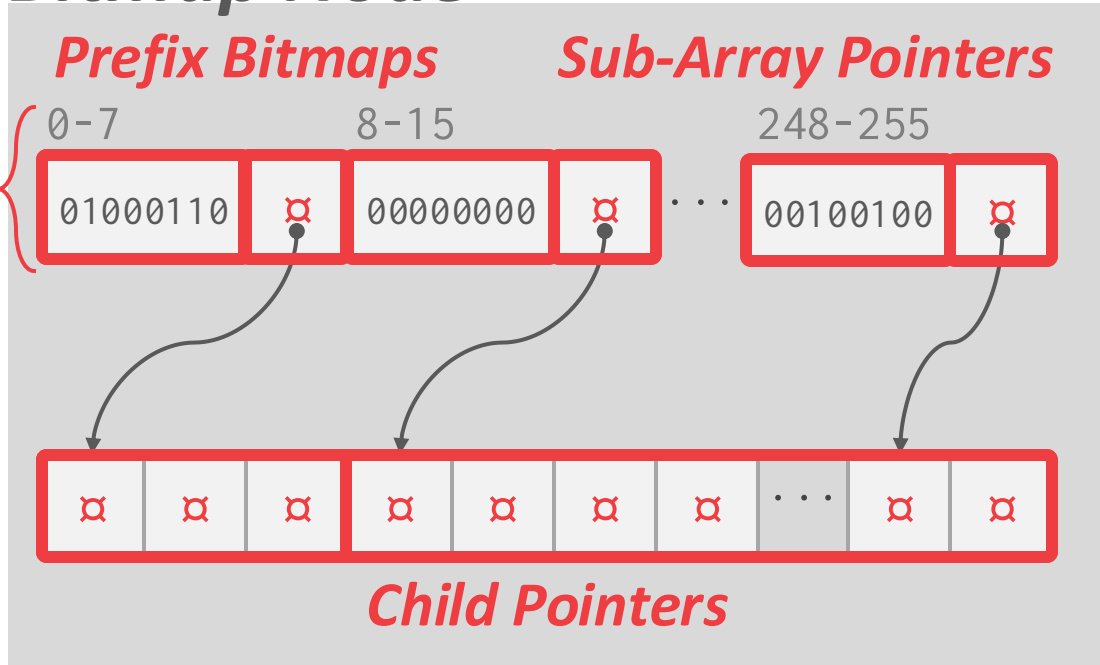 Prefix Bitmaps Sub-Array Pointers
0-7 8-15 248-255
01000110 ¤ 00000000 ¤ ··· 00100100 ¤
¤ ¤ ¤ ¤ ¤ ¤ ¤ ··· ¤ ¤
Child Pointers